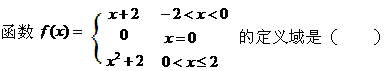 x+2 -2<x<0
函数 f(x)= { 0 x=0 的定义域是（ ）
x²+2 0<x≤2